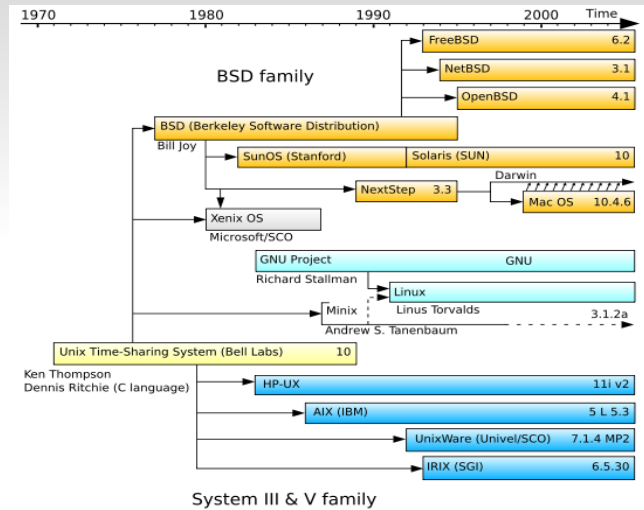 1970 1980 1990 2000 Time
FreeBSD 6.2
BSD family
NetBSD 3.1
OpenBSD 4.1
BSD (Berkeley Software Distribution)
Bill Joy
SunOS (Stanford) Solaris (SUN) 10
Darwin
NextStep 3.3
Mac OS 10.4.6
Xenix OS
Microsoft/SCO
GNU Project GNU
Richard Stallman
Linux
Minix Linus Torvalds 3.1.2a
Andrew S. Tanenbaum
Unix Time-Sharing System (Bell Labs) 10
Ken Thompson
Dennis Ritchie (C language)
HP-UX 11i v2
AIX (IBM) 5 L 5.3
UnixWare (Univel/SCO) 7.1.4 MP2
IRIX (SGI) 6.5.30
System III & V family